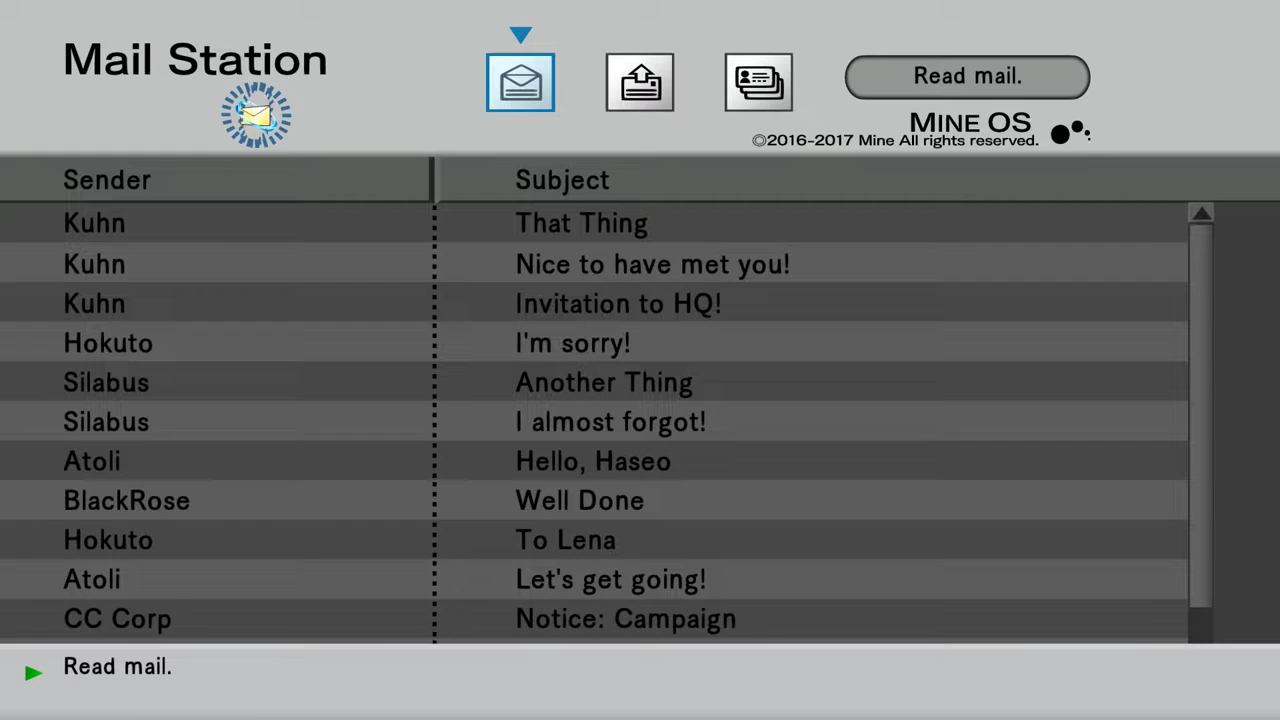 Mail Station
Read mail.
MINE OS
©2016-2017 Mine All rights reserved.
Sender Subject
Kuhn That Thing
Kuhn Nice to have met you!
Kuhn Invitation to HQ!
Hokuto I'm sorry!
Silabus Another Thing
Silabus I almost forgot!
Atoli Hello, Haseo
BlackRose Well Done
Hokuto To Lena
Atoli Let's get going!
CC Corp Notice: Campaign
Read mail.